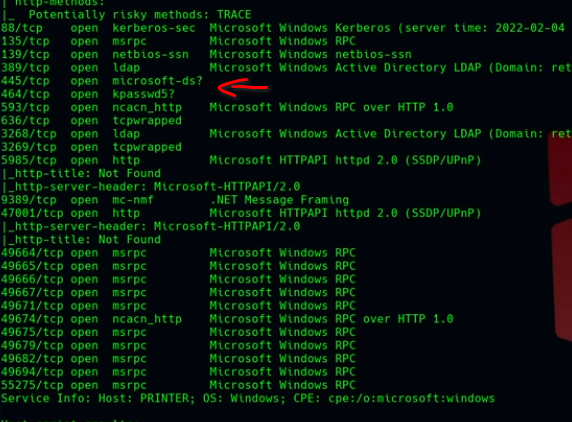 | http-methods:
|_  Potentially risky methods: TRACE
88/tcp    open  kerberos-sec  Microsoft Windows Kerberos (server time: 2022-02-04
135/tcp   open  msrpc         Microsoft Windows RPC
139/tcp   open  netbios-ssn   Microsoft Windows netbios-ssn
389/tcp   open  ldap          Microsoft Windows Active Directory LDAP (Domain: ret
445/tcp   open  microsoft-ds?
464/tcp   open  kpasswd5?
593/tcp   open  ncacn_http    Microsoft Windows RPC over HTTP 1.0
636/tcp   open  tcpwrapped
3268/tcp  open  ldap          Microsoft Windows Active Directory LDAP (Domain: ret
3269/tcp  open  tcpwrapped
5985/tcp  open  http          Microsoft HTTPAPI httpd 2.0 (SSDP/UPnP)
|_http-title: Not Found
|_http-server-header: Microsoft-HTTPAPI/2.0
9389/tcp  open  mc-nmf        .NET Message Framing
47001/tcp open  http          Microsoft HTTPAPI httpd 2.0 (SSDP/UPnP)
|_http-server-header: Microsoft-HTTPAPI/2.0
|_http-title: Not Found
49664/tcp open  msrpc         Microsoft Windows RPC
49665/tcp open  msrpc         Microsoft Windows RPC
49666/tcp open  msrpc         Microsoft Windows RPC
49667/tcp open  msrpc         Microsoft Windows RPC
49671/tcp open  msrpc         Microsoft Windows RPC
49674/tcp open  ncacn_http    Microsoft Windows RPC over HTTP 1.0
49675/tcp open  msrpc         Microsoft Windows RPC
49679/tcp open  msrpc         Microsoft Windows RPC
49682/tcp open  msrpc         Microsoft Windows RPC
49694/tcp open  msrpc         Microsoft Windows RPC
55275/tcp open  msrpc         Microsoft Windows RPC
Service Info: Host: PRINTER; OS: Windows; CPE: cpe:/o:microsoft:windows